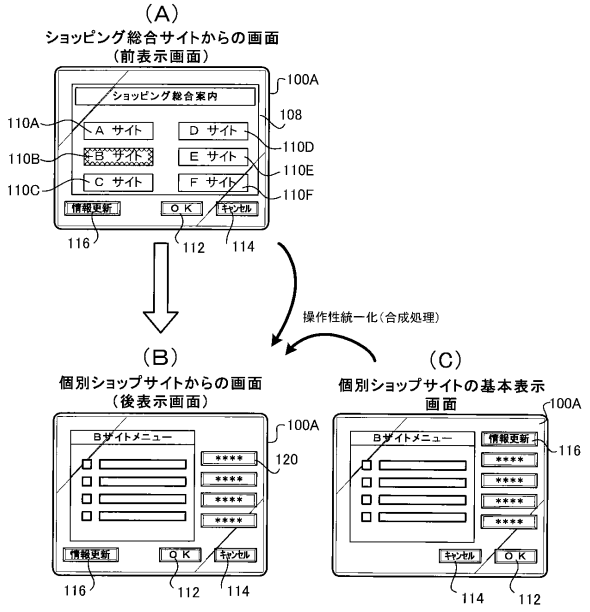 (A)
ショッピング総合サイトからの画面
(前表示画面)
100A
ショッピング総合案内
108
110A
A サイト
D サイト
110D
110B
B サイト
E サイト
110E
110C
C サイト
F サイト
110F
情報更新
OK
キャンセル
116
112
114
操作性統一化(合成処理)
(B)
個別ショップサイトからの画面
(後表示画面)
100A
Bサイトメニュー
****
120
****
****
****
情報更新
OK
キャンセル
116
112
114
(C)
個別ショップサイトの基本表示
画面
100A
Bサイトメニュー
情報更新
116
****
****
****
****
キャンセル
OK
114
112